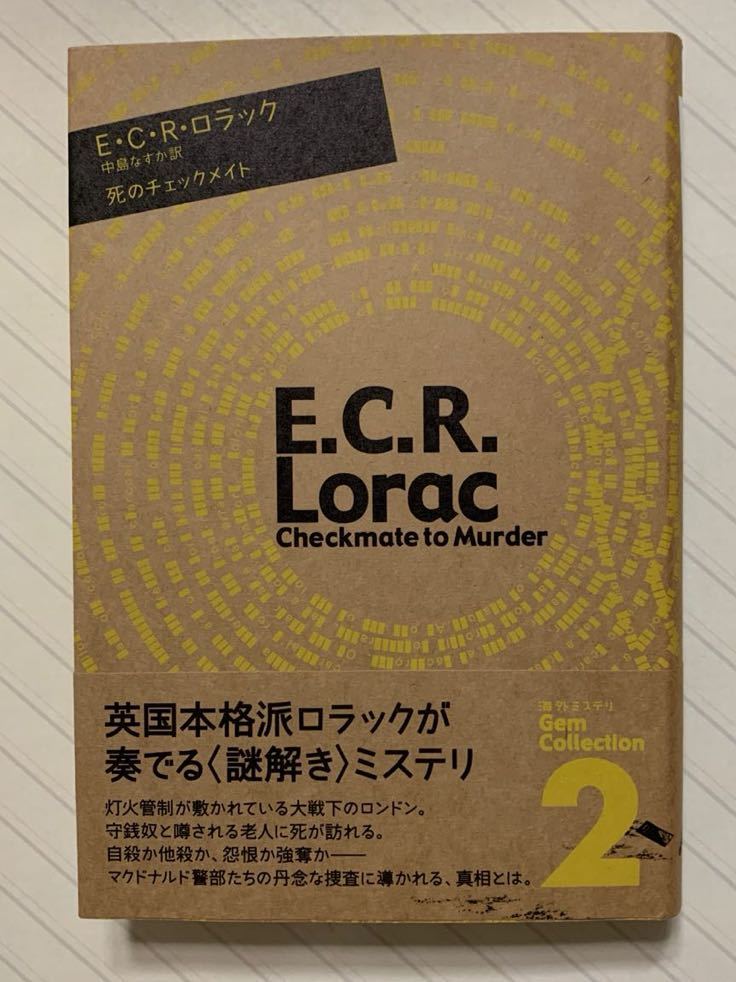 E・C・R・ロラック
中島なすか訳
死のチェックメイト
E.C.R.
Lorac
Checkmate to Murder
英国本格派ロラックが
奏でる〈謎解き〉ミステリ
灯火管制が敷かれている大戦下のロンドン。
守銭奴と噂される老人に死が訪れる。
自殺か他殺か、怨恨か強奪か――
マクドナルド警部たちの丹念な捜査に導かれる、真相とは。
海外ミステリ
Gem
Collection
2